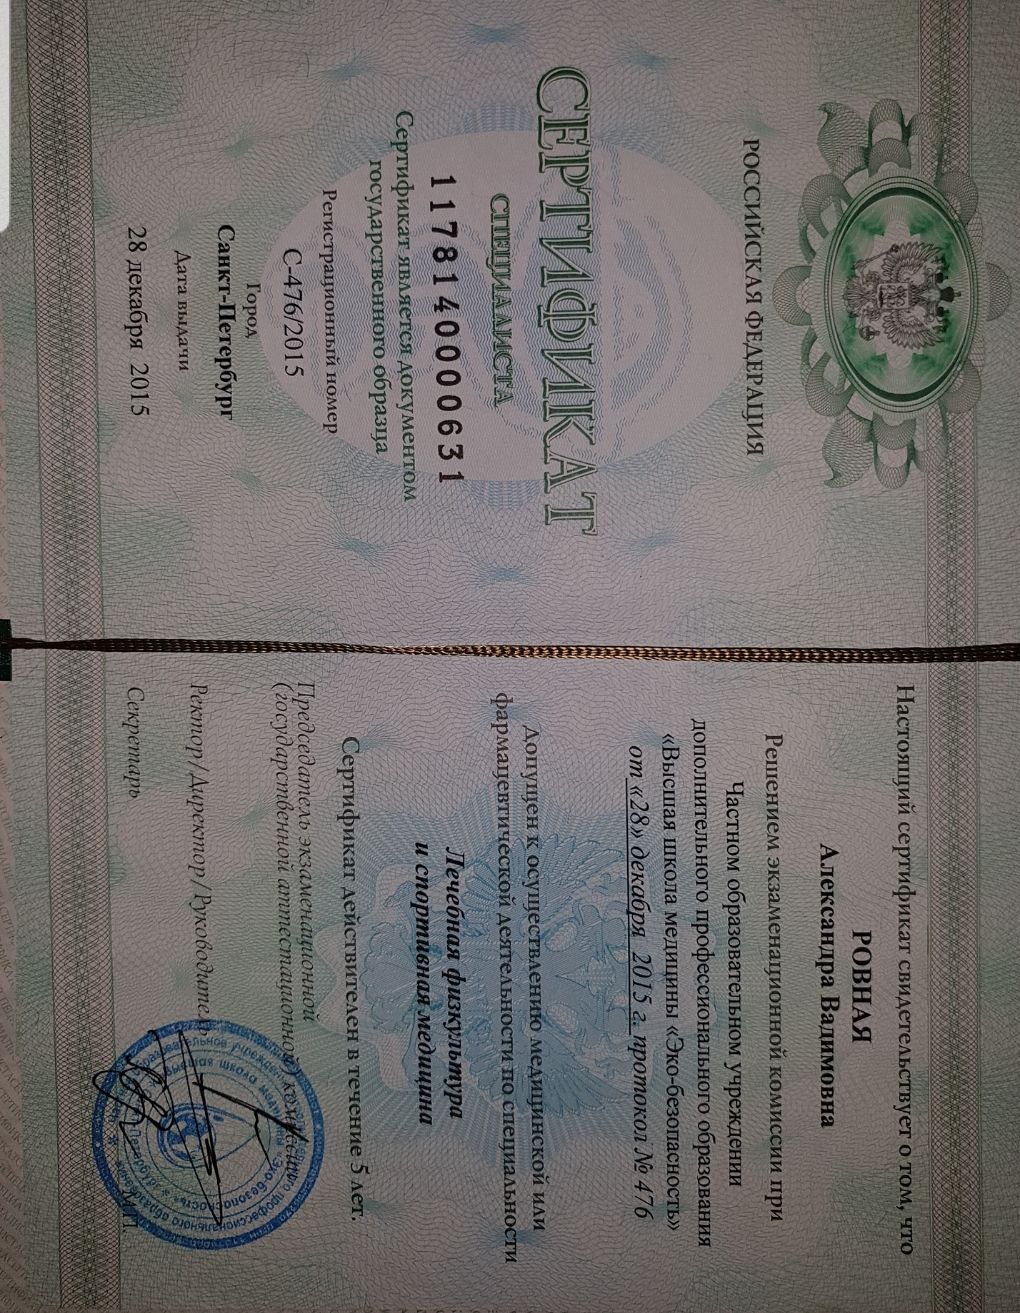 РОССИЙСКАЯ ФЕДЕРАЦИЯ
СЕРТИФИКАТ
СПЕЦИАЛИСТА
1178140000631
Сертификат является документом
государственного образца
Регистрационный номер
С-476/2015
Город
Санкт-Петербург
Дата выдачи
28 декабря 2015
Настоящий сертификат свидетельствует о том, что
РОВНАЯ
Александра Вадимовна
Решением экзаменационной комиссии при
Частном образовательном учреждении
дополнительного профессионального образования
«Высшая школа медицины «Эко-безопасность»
от «28» декабря 2015 г. протокол № 476
Допущен к осуществлению медицинской или
фармацевтической деятельности по специальности
Лечебная физкультура
и спортивная медицина
Сертификат действителен в течение 5 лет.
Председатель экзаменационной
(государственной аттестационной) комиссии
Ректор/Директор/Руководитель
Секретарь